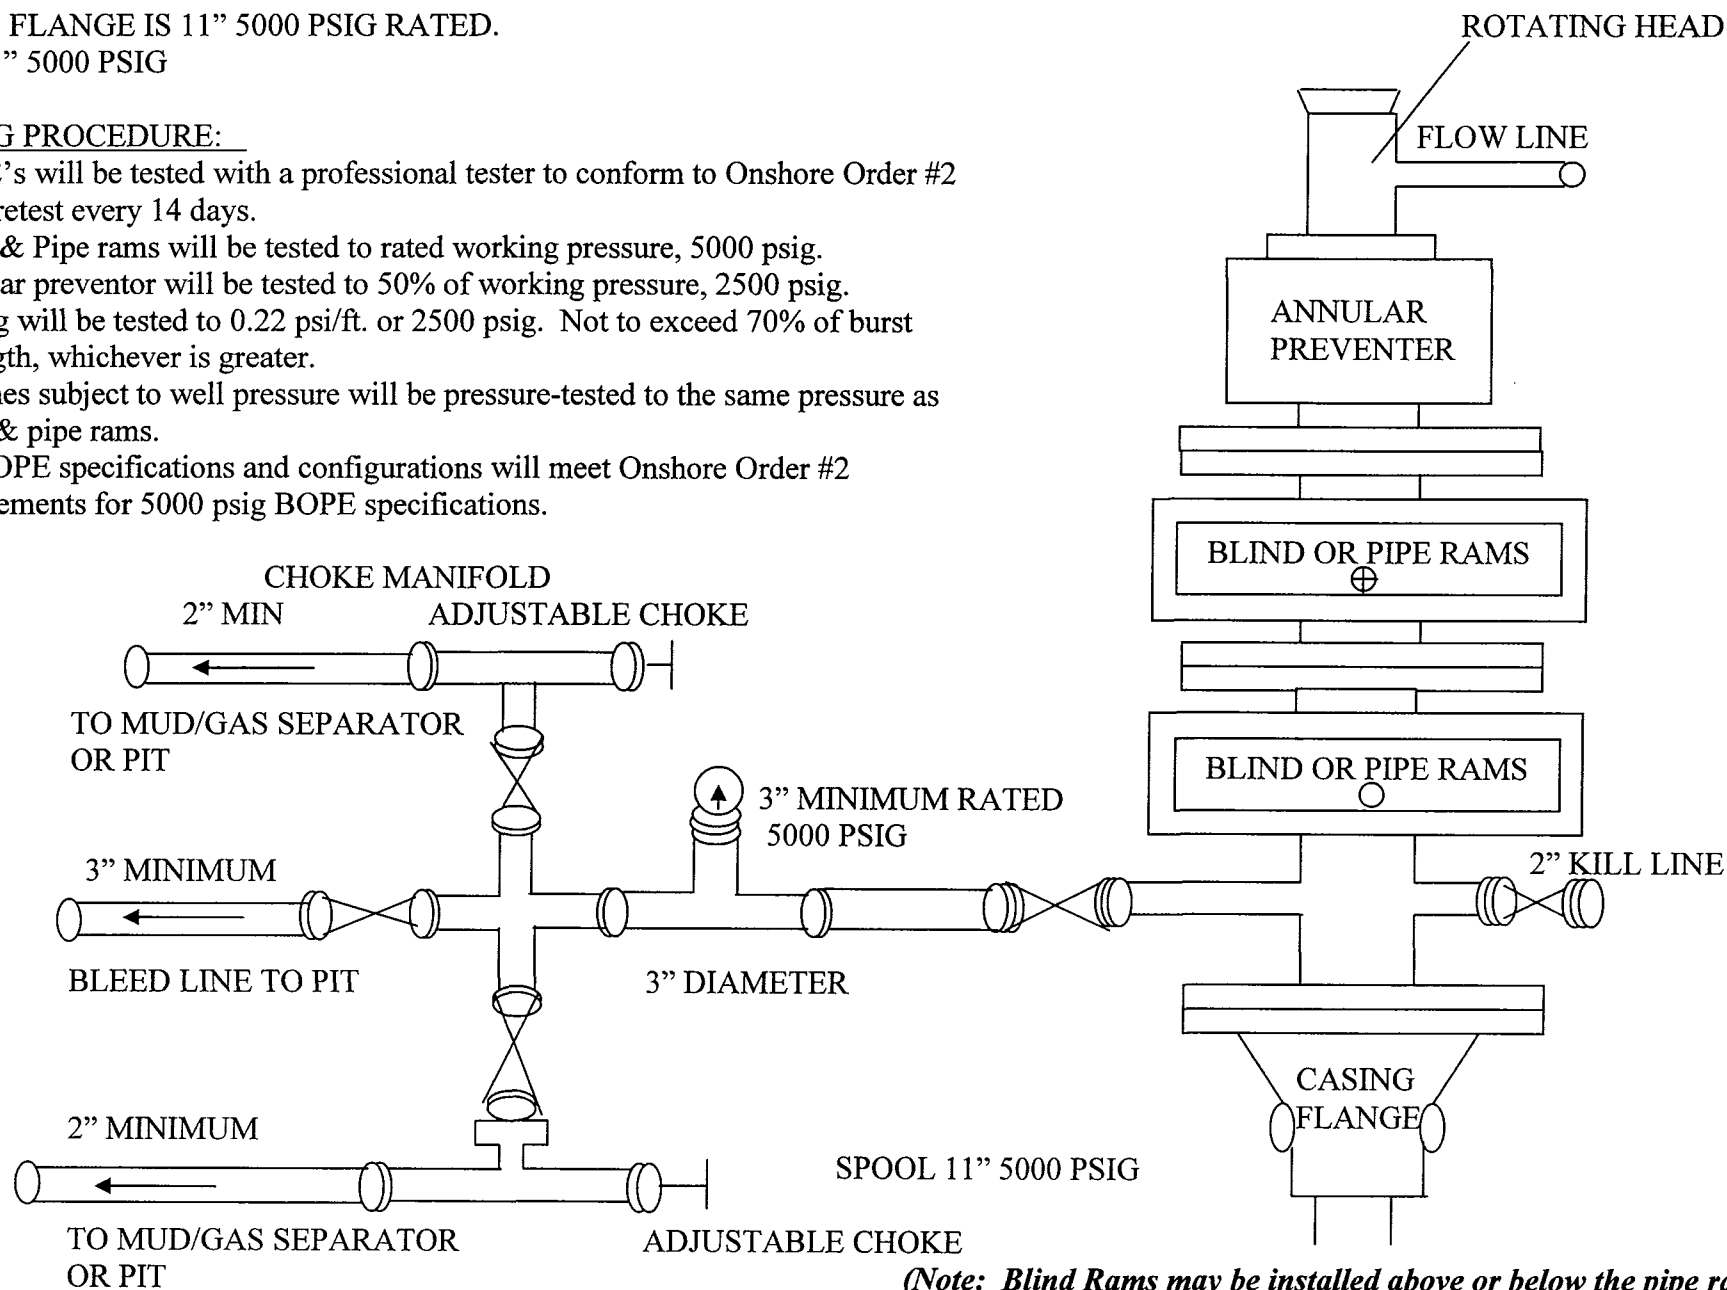 FLANGE IS 11” 5000 PSIG RATED.
” 5000 PSIG
G PROCEDURE:
’s will be tested with a professional tester to conform to Onshore Order #2
retest every 14 days.
& Pipe rams will be tested to rated working pressure, 5000 psig.
ar preventor will be tested to 50% of working pressure, 2500 psig.
g will be tested to 0.22 psi/ft. or 2500 psig. Not to exceed 70% of burst
gth, whichever is greater.
es subject to well pressure will be pressure-tested to the same pressure as
& pipe rams.
OPE specifications and configurations will meet Onshore Order #2
ements for 5000 psig BOPE specifications.
ROTATING HEAD
FLOW LINE
ANNULAR
PREVENTER
BLIND OR PIPE RAMS
CHOKE MANIFOLD
2” MIN
ADJUSTABLE CHOKE
TO MUD/GAS SEPARATOR
OR PIT
BLIND OR PIPE RAMS
3” MINIMUM RATED
5000 PSIG
3” MINIMUM
2” KILL LINE
BLEED LINE TO PIT
3” DIAMETER
CASING
FLANGE
2” MINIMUM
SPOOL 11” 5000 PSIG
TO MUD/GAS SEPARATOR
OR PIT
ADJUSTABLE CHOKE
(Note: Blind Rams may be installed above or below the pipe ra